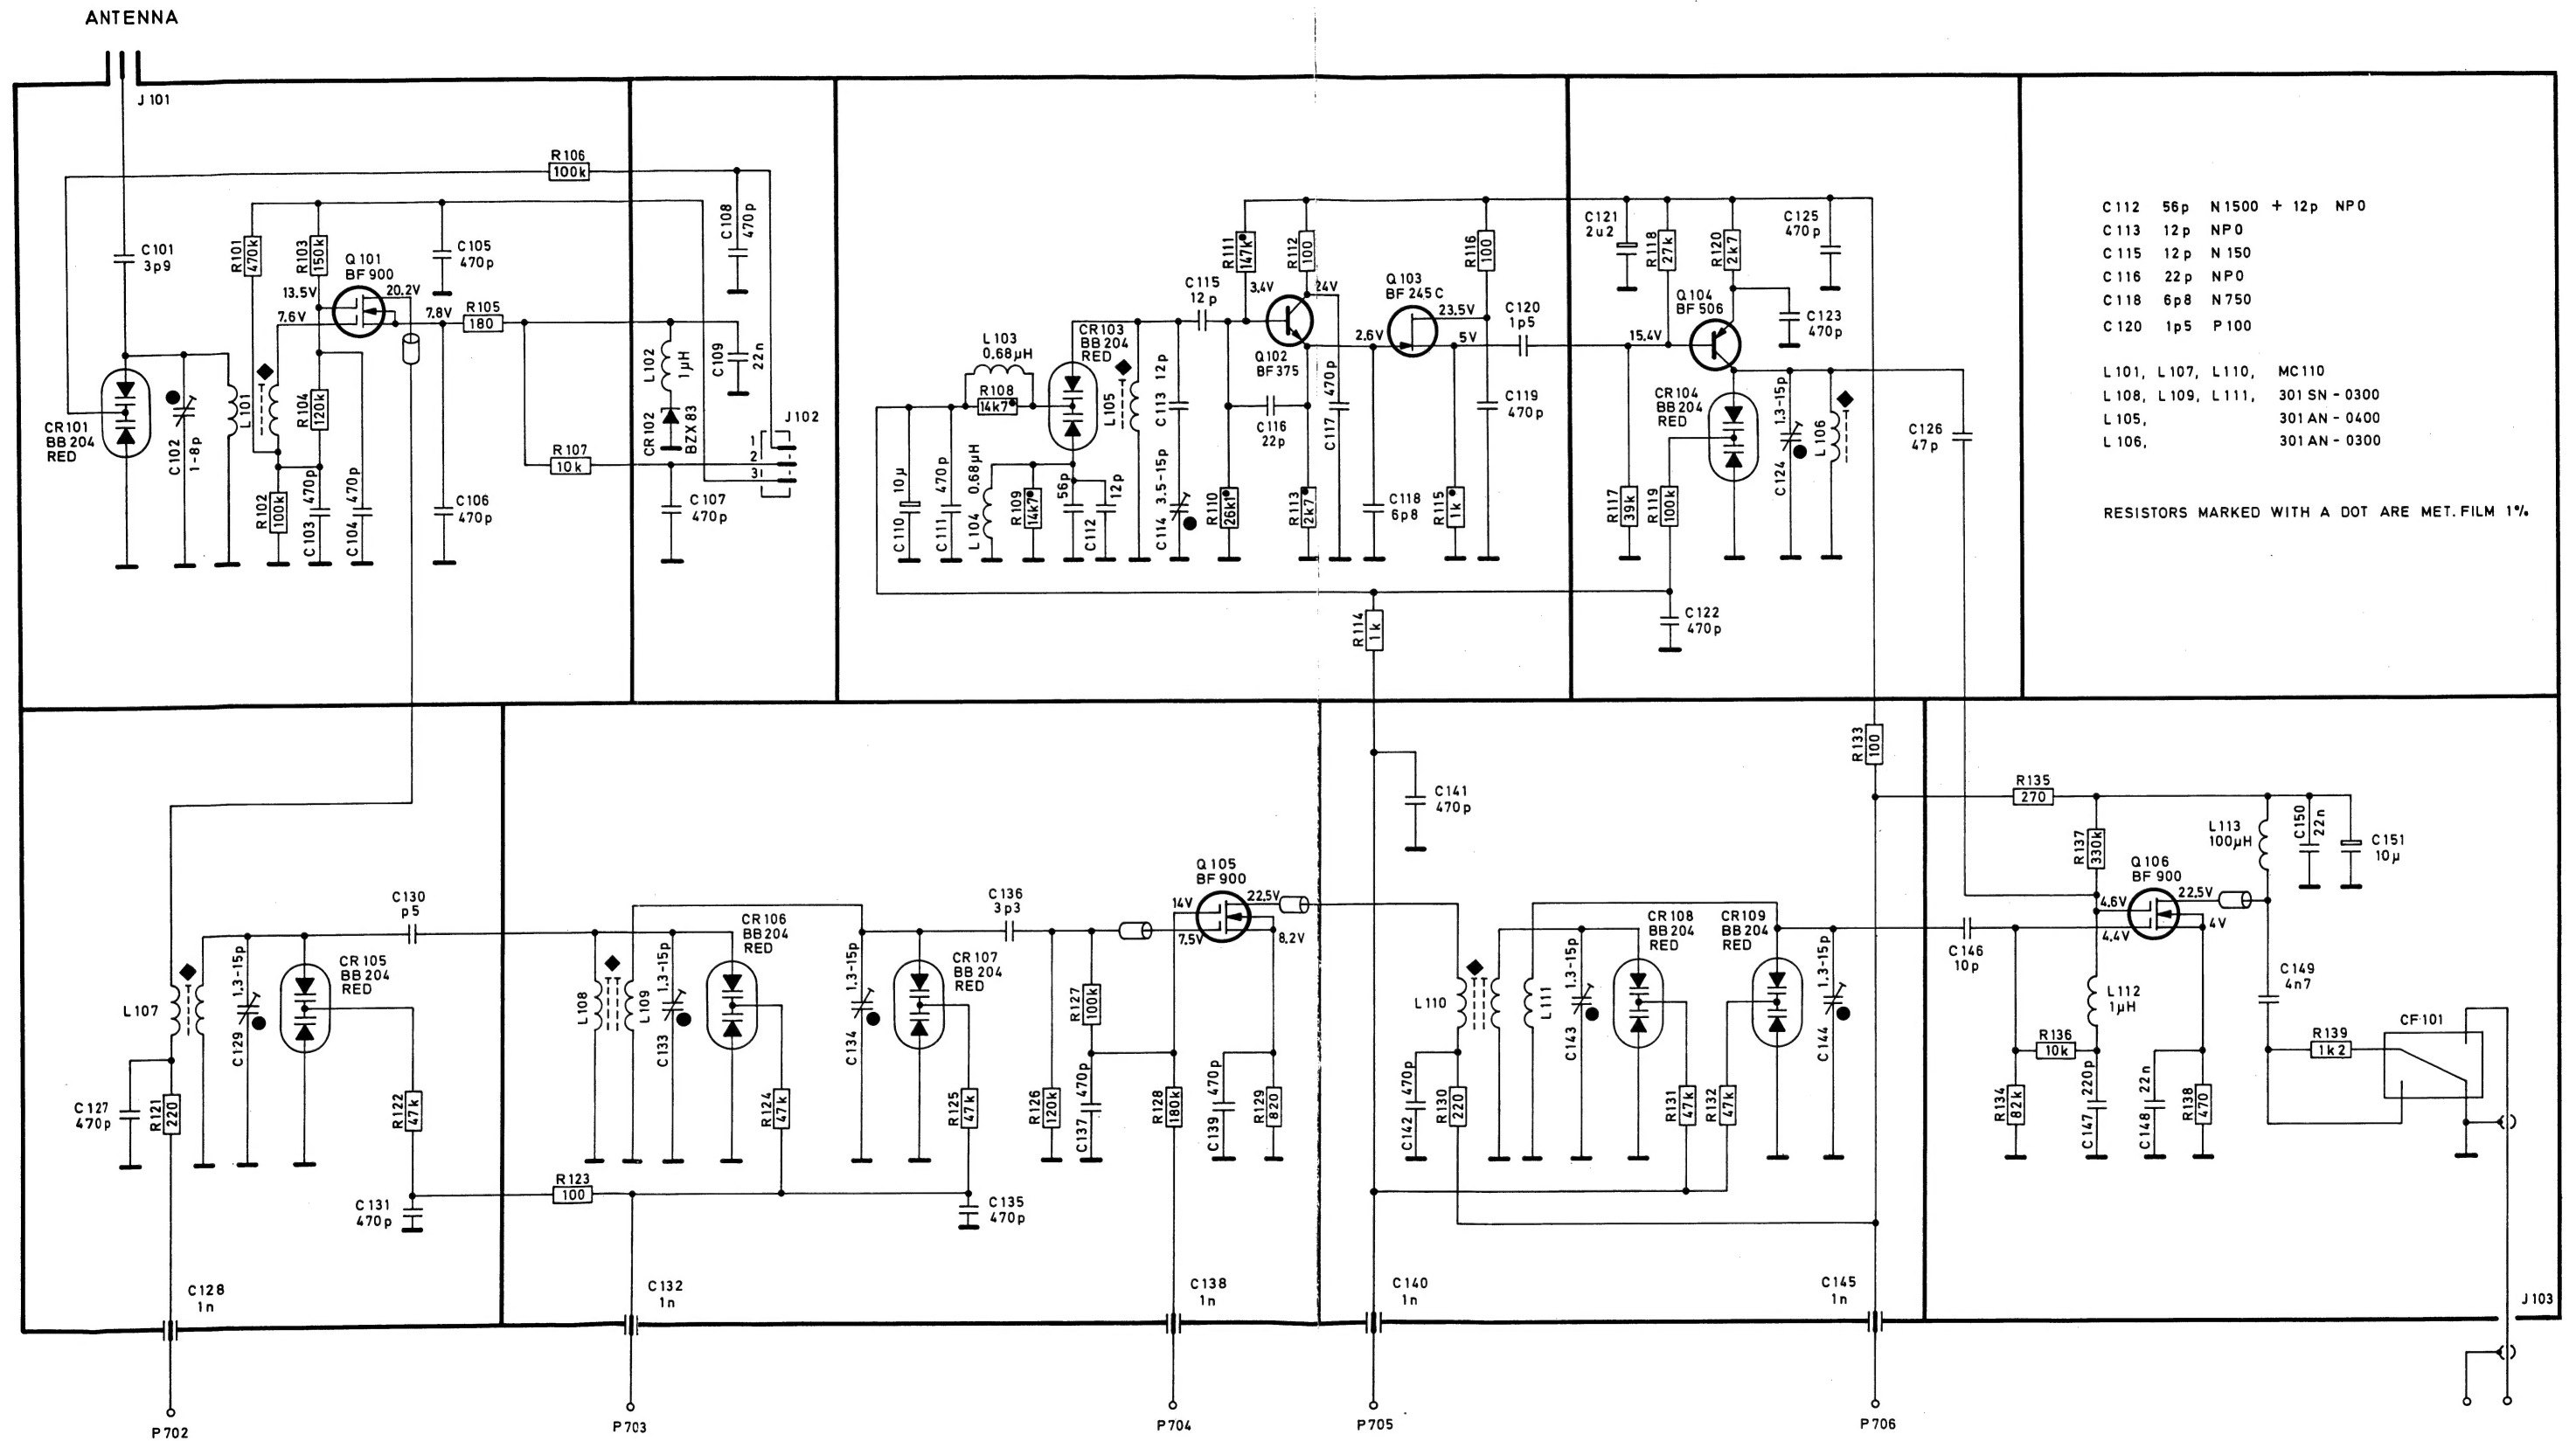 ANTENNA
J 101
R106
100k
C101
3p9
R101
470k
R103
150k
Q101
BF 900
13.5V
20.2V
7.6V
7.8V
C105
470p
R105
180
C108
470p
L102
1µH
C109
22n
CR102
BZX 83
J102
1
2
3
R107
10k
C107
470p
CR101
BB 204
RED
C102
1-8p
L101
R104
120k
R102
100k
C103
470p
C104
470p
C106
470p
L103
0.68µH
R108
14k7
CR103
BB 204
RED
L105
C113 12p
C115
12p
R111
147k
R112
100
3.4V
24V
Q102
BF375
Q103
BF 245C
R116
100
23.5V
2.6V
5V
C120
1p5
C110 10µ
C111 470p
L104 0.68µH
R109
14k7
56p
12p
C112
C114 3.5-15p
R110
26k1
C116
22p
R113
2k7
C117 470p
C118
6p8
R115
1k
C119
470p
R114
1k
C121
2u2
R118
27k
R120
2k7
C125
470p
Q104
BF 506
C123
470p
15.4V
CR104
BB 204
RED
R117
39k
R119
100k
C124 1.3-15p
L106
C122
470p
C126
47p
C112 56p N1500 + 12p NP0
C113 12p NP0
C115 12p N150
C116 22p NP0
C118 6p8 N750
C120 1p5 P100
L101, L107, L110, MC110
L108, L109, L111, 301 SN - 0300
L105, 301 AN - 0400
L106, 301 AN - 0300
RESISTORS MARKED WITH A DOT ARE MET. FILM 1%.
C130
p5
L107
C129 1.3-15p
CR105
BB 204
RED
C127
470p
R121
220
R122
47k
C131
470p
C128
1n
P702
L108
L109
C133 1.3-15p
CR106
BB 204
RED
R124
47k
R123
100
C134 1.3-15p
CR107
BB 204
RED
R125
47k
C135
470p
C136
3p3
R127
100k
R126
120k
C137 470p
R128
180k
Q105
BF 900
14V
22.5V
7.5V
8.2V
C139 470p
R129
820
C132
1n
P703
C138
1n
P704
C141
470p
L110
L111
C142 470p
R130
220
C143 1.3-15p
CR108
BB 204
RED
CR109
BB 204
RED
R131
47k
R132
47k
C144 1.3-15p
R133
100
C140
1n
P705
C145
1n
P706
R135
270
R137
330k
L113
100µH
C150
22n
C151
10µ
Q106
BF 900
4.6V
22.5V
4.4V
4V
C146
10p
L112
1µH
R136
10k
R134
82k
C147 220p
C148 22n
R138
470
C149
4n7
R139
1k2
CF101
J103